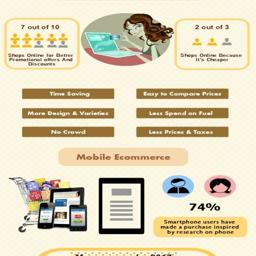 7 out of 10
Shops Online for Better
Promotional offers And
Discounts
2 out of 3
Shops Online Because
It's Cheaper
Time Saving
Easy to Compare Prices
More Design & Varieties
Less Spend on Fuel
No Crowd
Less Prices & Taxes
Mobile Ecommerce
74%
Smartphone users have
made a purchase inspired
by research on phone